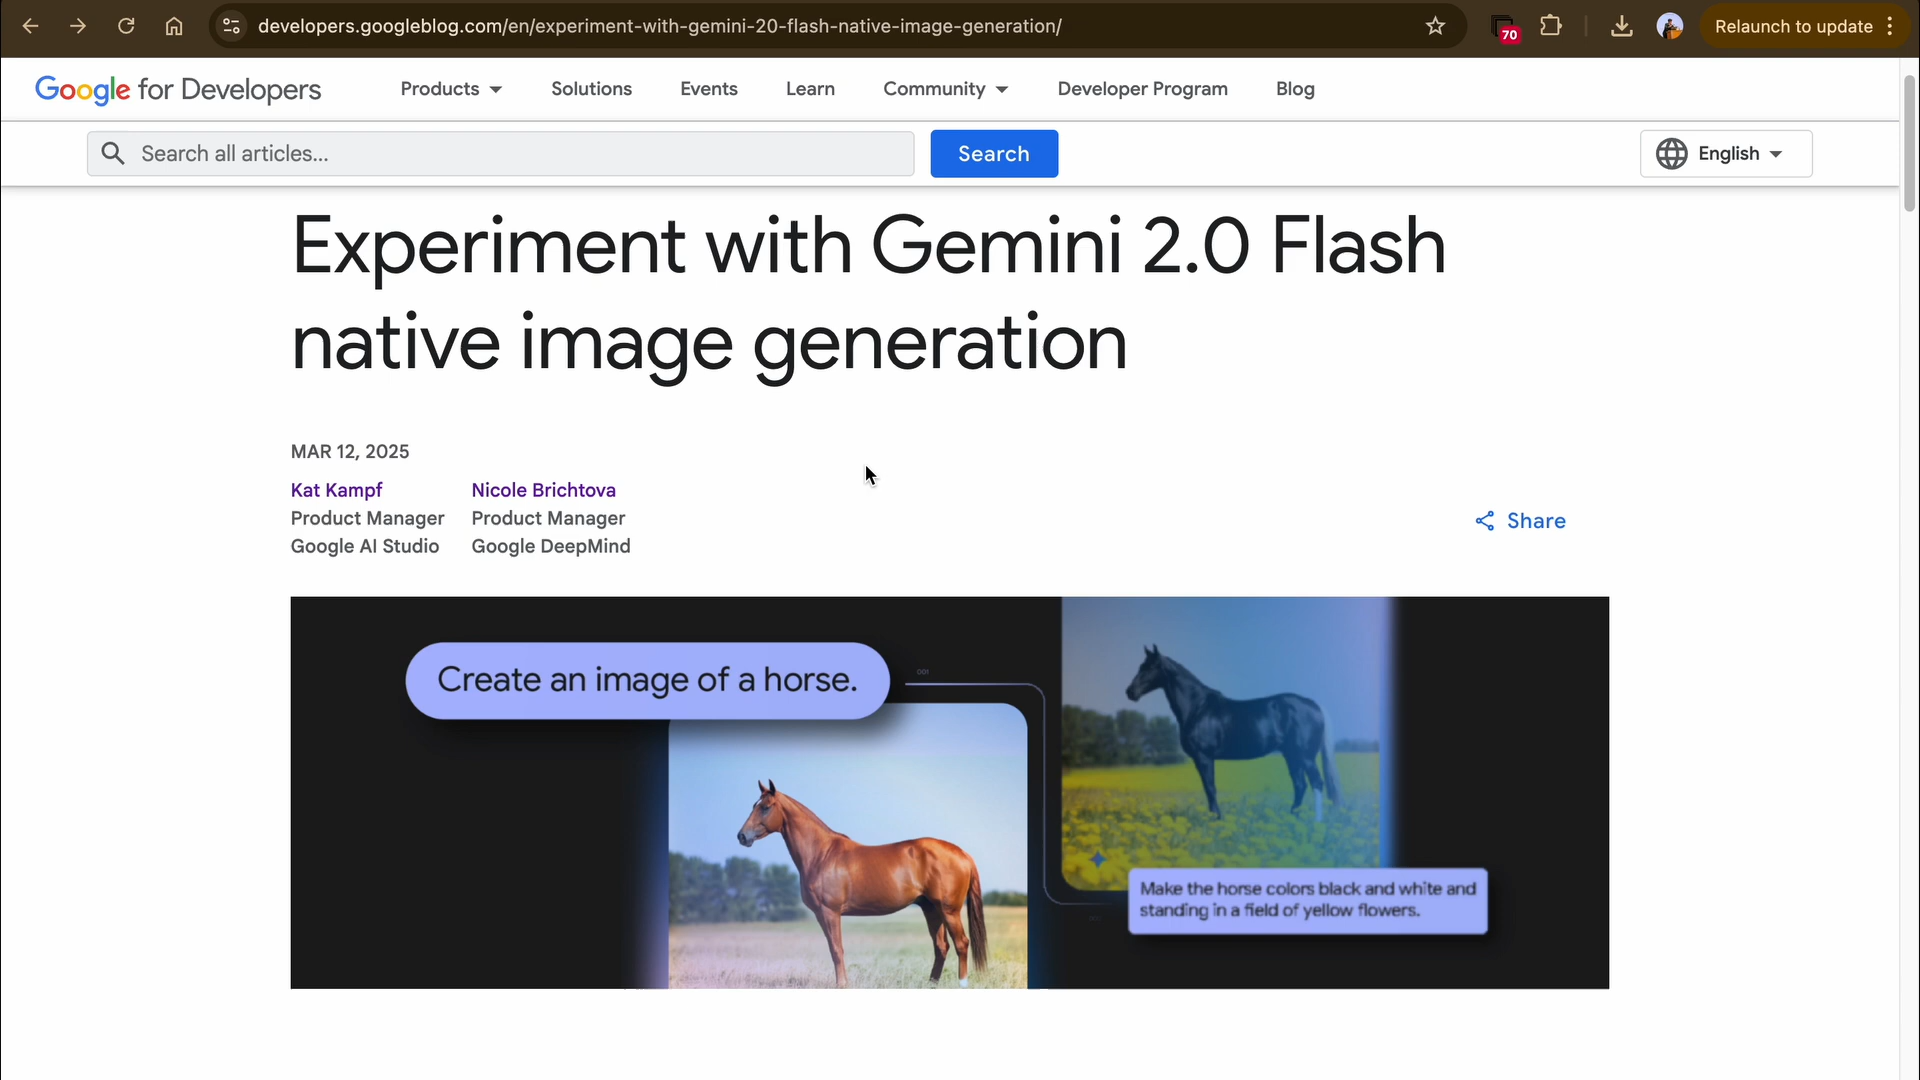 developers.googleblog.com/en/experiment-with-gemini-20-flash-native-image-generation/
70
Relaunch to update
Google for Developers
Products
Solutions
Events
Learn
Community
Developer Program
Blog
Search all articles...
Search
English
Experiment with Gemini 2.0 Flash
native image generation
MAR 12, 2025
Kat Kampf
Product Manager
Google AI Studio
Nicole Brichtova
Product Manager
Google DeepMind
Share
Create an image of a horse.
001
Make the horse colors black and white and
standing in a field of yellow flowers.